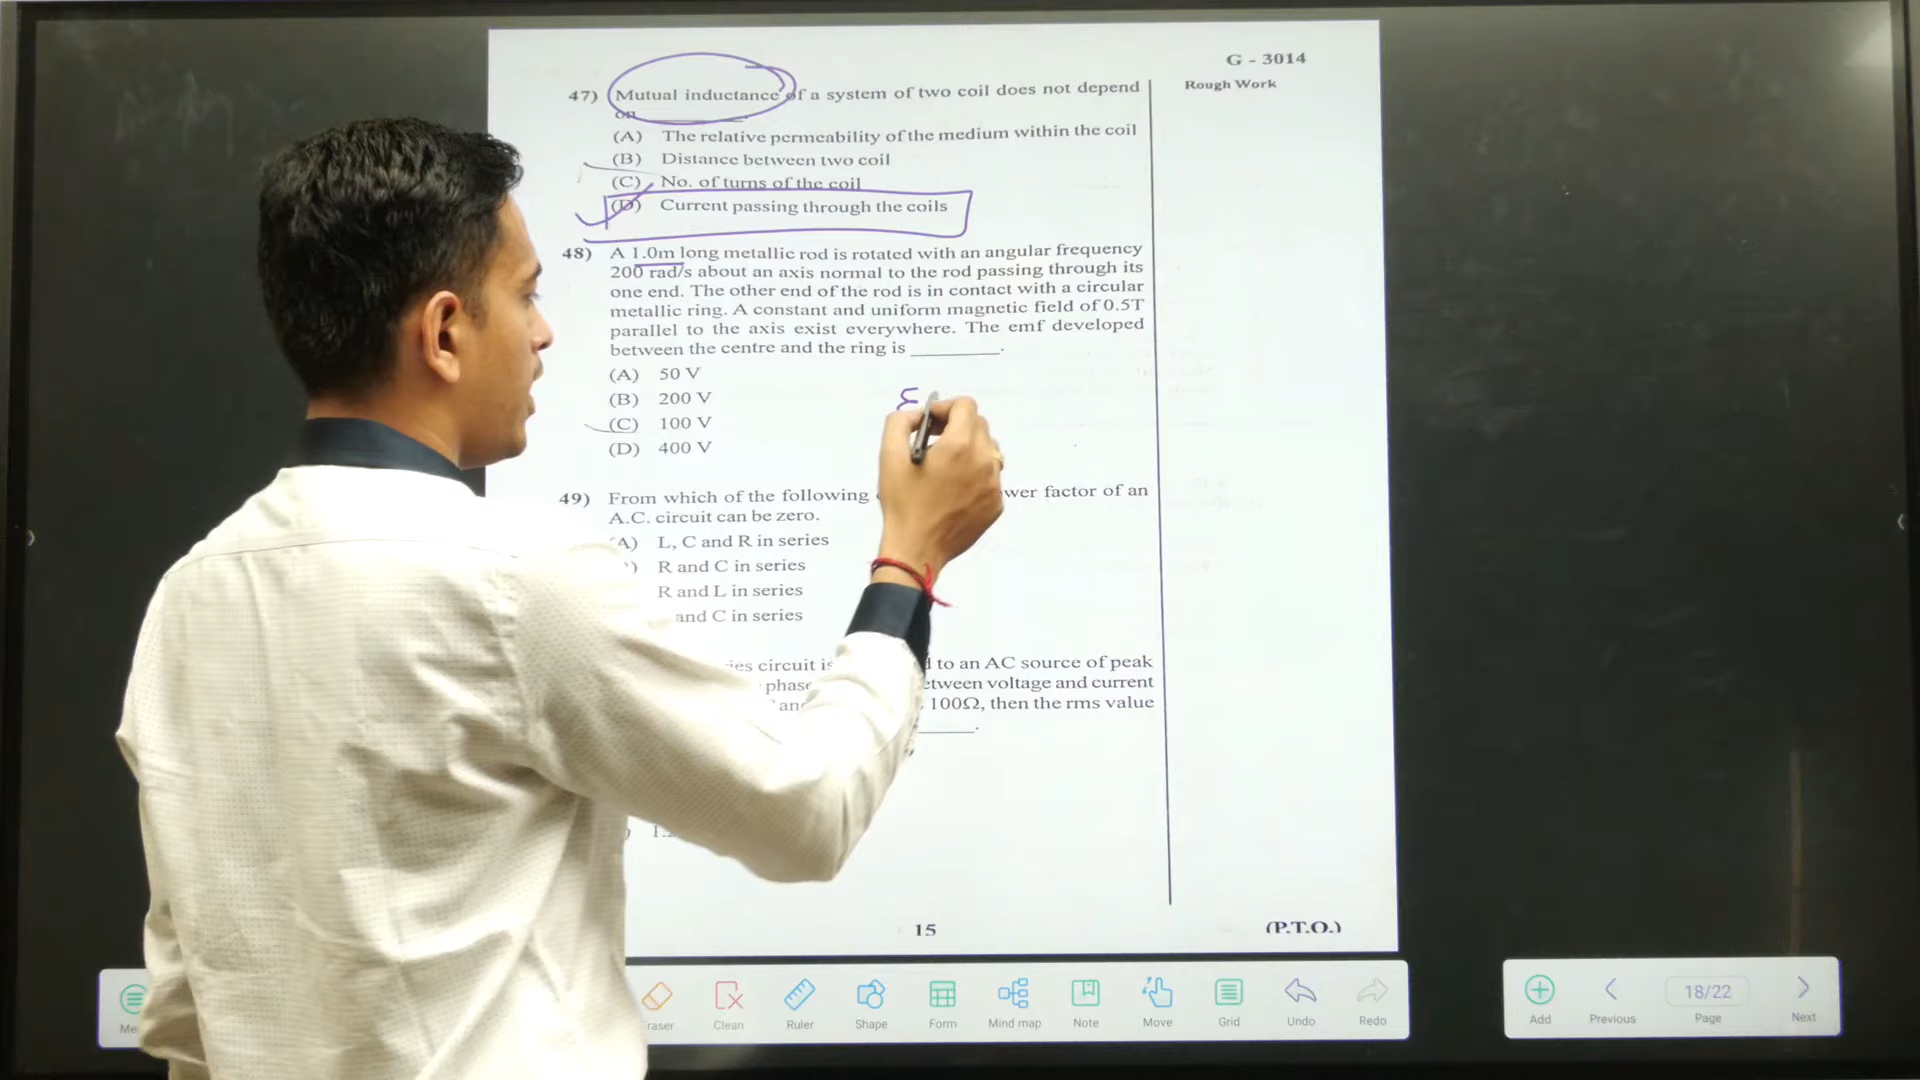 G - 3014
Rough Work
47) Mutual inductance of a system of two coil does not depend
on ________.
(A) The relative permeability of the medium within the coil
(B) Distance between two coil
(C) No. of turns of the coil
(D) Current passing through the coils
48) A 1.0m long metallic rod is rotated with an angular frequency
200 rad/s about an axis normal to the rod passing through its
one end. The other end of the rod is in contact with a circular
metallic ring. A constant and uniform magnetic field of 0.5T
parallel to the axis exist everywhere. The emf developed
between the centre and the ring is ________.
(A) 50 V
(B) 200 V
(C) 100 V
(D) 400 V
ε
49) From which of the following wer factor of an
A.C. circuit can be zero.
A) L, C and R in series
) R and C in series
R and L in series
and C in series
ies circuit is d to an AC source of peak
phase etween voltage and current
and 100Ω, then the rms value
________.
15
(P.T.O.)
Eraser
Clean
Ruler
Shape
Form
Mind map
Note
Move
Grid
Undo
Redo
Add
Previous
18/22
Page
Next